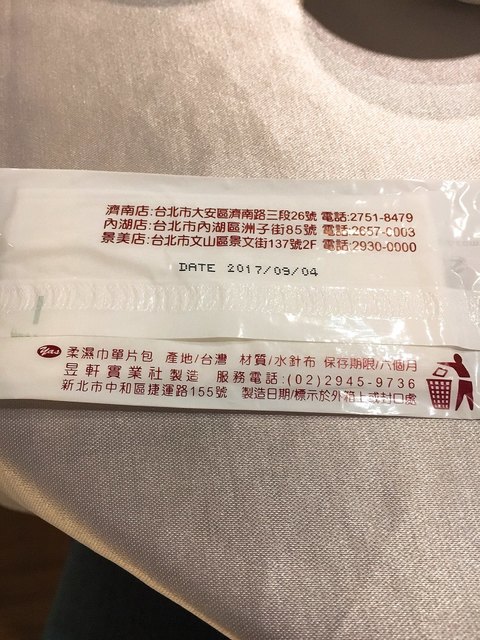 濟南店:台北市大安區濟南路三段26號 電話:2751-8479
內湖店:台北市內湖區洲子街85號 電話:2657-0003
景美店:台北市文山區景文街137號2F 電話:2930-0000
DATE 2017/09/04
Yas 柔濕巾單片包 產地/台灣 材質/水針布 保存期限/六個月
昱軒實業社製造 服務電話:(02)2945-9736
新北市中和區捷運路155號 製造日期/標示於外箱上或封口處